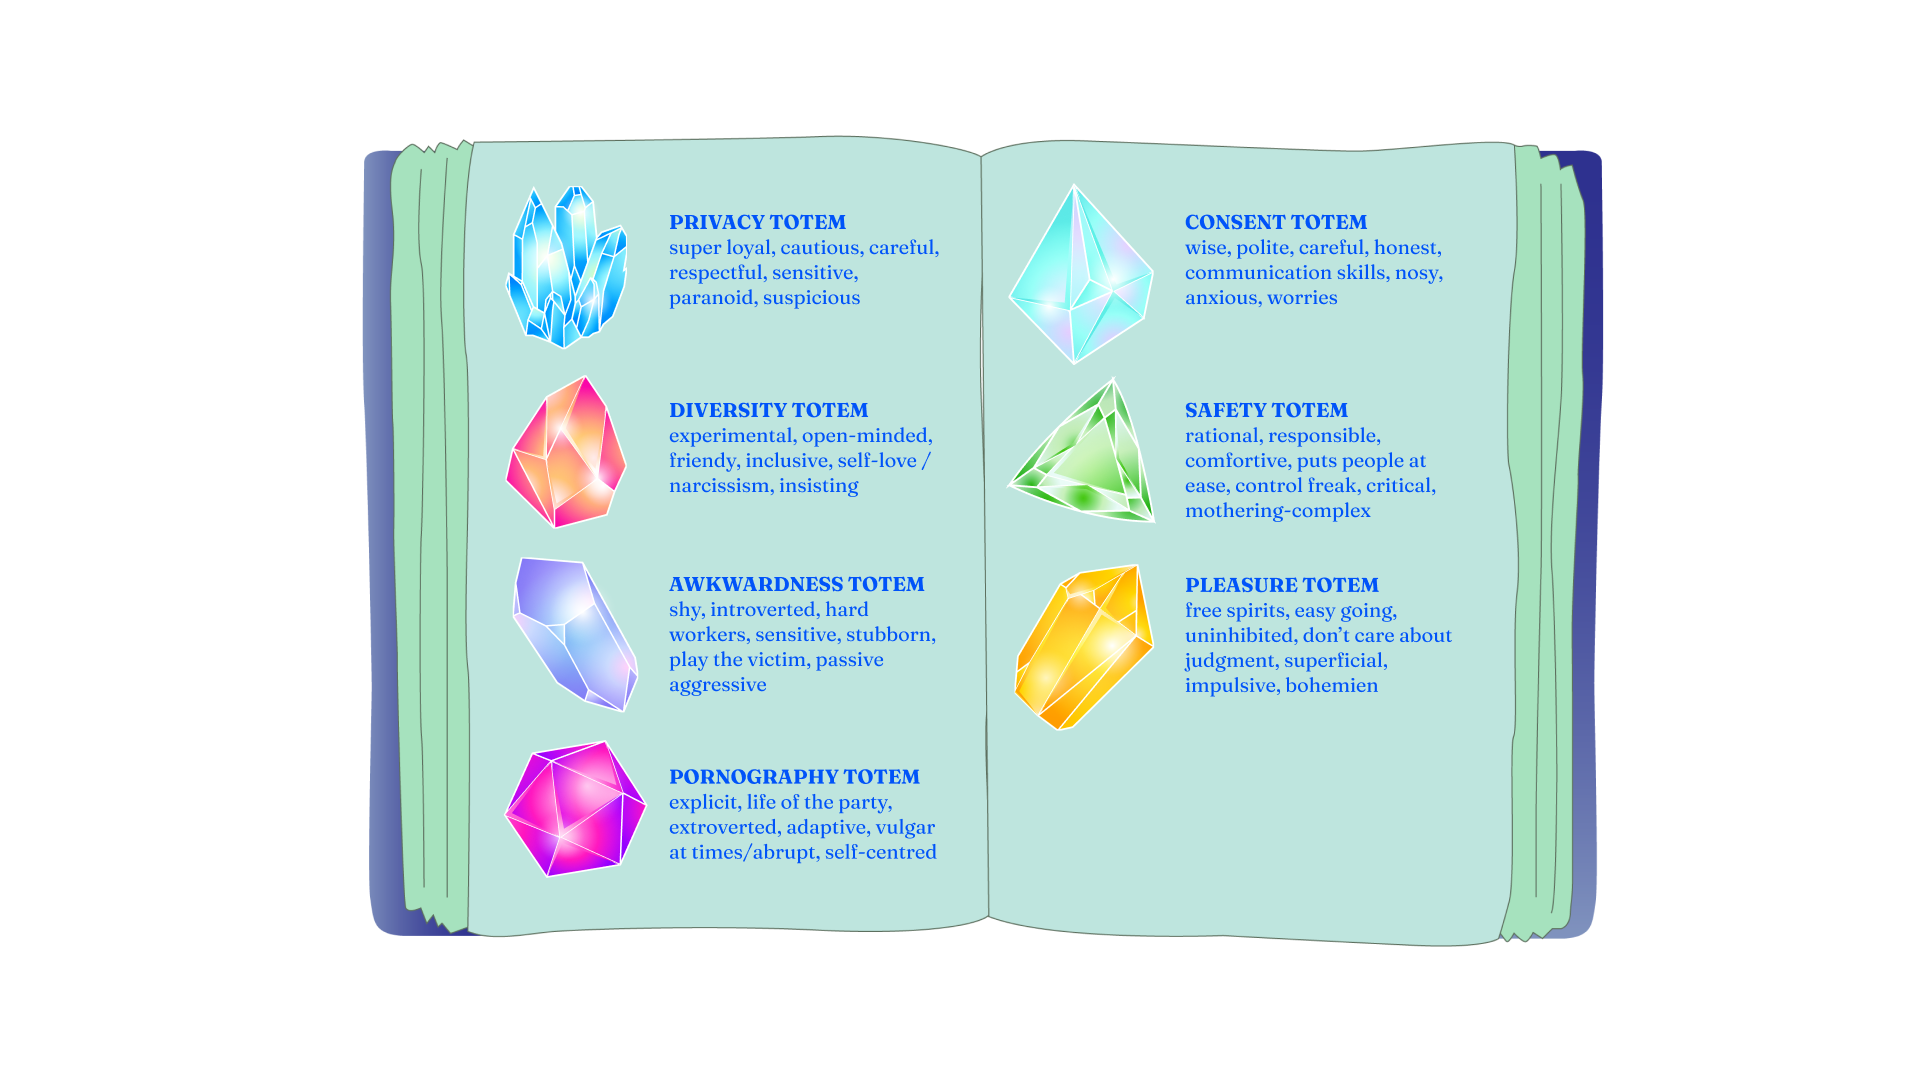 PRIVACY TOTEM
super loyal, cautious, careful,
respectful, sensitive,
paranoid, suspicious
DIVERSITY TOTEM
experimental, open-minded,
friendy, inclusive, self-love /
narcissism, insisting
AWKWARDNESS TOTEM
shy, introverted, hard
workers, sensitive, stubborn,
play the victim, passive
aggressive
PORNOGRAPHY TOTEM
explicit, life of the party,
extroverted, adaptive, vulgar
at times/abrupt, self-centred
CONSENT TOTEM
wise, polite, careful, honest,
communication skills, nosy,
anxious, worries
SAFETY TOTEM
rational, responsible,
comfortive, puts people at
ease, control freak, critical,
mothering-complex
PLEASURE TOTEM
free spirits, easy going,
uninhibited, don’t care about
judgment, superficial,
impulsive, bohemien